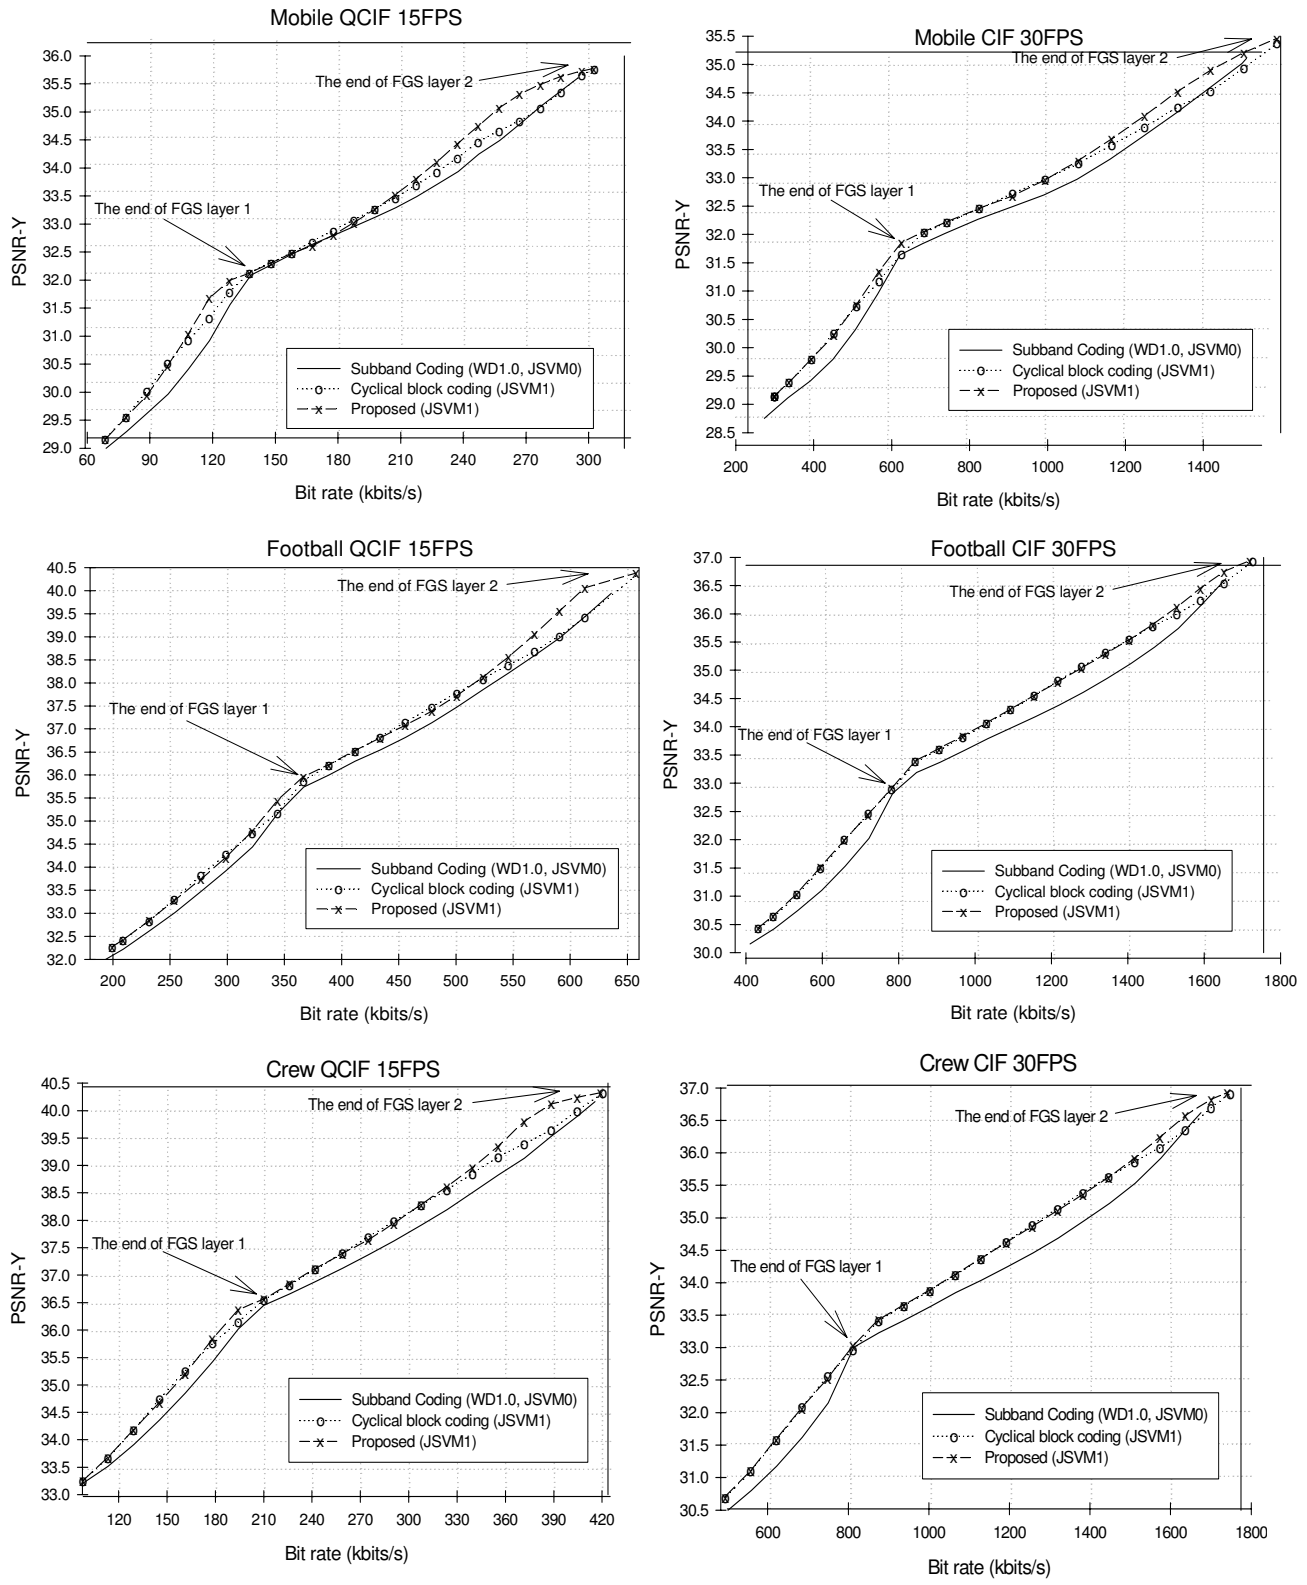 Mobile QCIF 15FPS
36.0
35.5
35.0
34.5
34.0
33.5
33.0
32.5
32.0
31.5
31.0
30.5
30.0
29.5
29.0
PSNR-Y
The end of FGS layer 2
The end of FGS layer 1
Subband Coding (WD1.0, JSVM0)
Cyclical block coding (JSVM1)
Proposed (JSVM1)
60 90 120 150 180 210 240 270 300
Bit rate (kbits/s)
Mobile CIF 30FPS
35.5
35.0
34.5
34.0
33.5
33.0
32.5
32.0
31.5
31.0
30.5
30.0
29.5
29.0
28.5
PSNR-Y
The end of FGS layer 2
The end of FGS layer 1
Subband Coding (WD1.0, JSVM0)
Cyclical block coding (JSVM1)
Proposed (JSVM1)
200 400 600 800 1000 1200 1400
Bit rate (kbits/s)
Football QCIF 15FPS
40.5
40.0
39.5
39.0
38.5
38.0
37.5
37.0
36.5
36.0
35.5
35.0
34.5
34.0
33.5
33.0
32.5
32.0
PSNR-Y
The end of FGS layer 2
The end of FGS layer 1
Subband Coding (WD1.0, JSVM0)
Cyclical block coding (JSVM1)
Proposed (JSVM1)
200 250 300 350 400 450 500 550 600 650
Bit rate (kbits/s)
Football CIF 30FPS
37.0
36.5
36.0
35.5
35.0
34.5
34.0
33.5
33.0
32.5
32.0
31.5
31.0
30.5
30.0
PSNR-Y
The end of FGS layer 2
The end of FGS layer 1
Subband Coding (WD1.0, JSVM0)
Cyclical block coding (JSVM1)
Proposed (JSVM1)
400 600 800 1000 1200 1400 1600 1800
Bit rate (kbits/s)
Crew QCIF 15FPS
40.5
40.0
39.5
39.0
38.5
38.0
37.5
37.0
36.5
36.0
35.5
35.0
34.5
34.0
33.5
33.0
PSNR-Y
The end of FGS layer 2
The end of FGS layer 1
Subband Coding (WD1.0, JSVM0)
Cyclical block coding (JSVM1)
Proposed (JSVM1)
120 150 180 210 240 270 300 330 360 390 420
Bit rate (kbits/s)
Crew CIF 30FPS
37.0
36.5
36.0
35.5
35.0
34.5
34.0
33.5
33.0
32.5
32.0
31.5
31.0
30.5
PSNR-Y
The end of FGS layer 2
The end of FGS layer 1
Subband Coding (WD1.0, JSVM0)
Cyclical block coding (JSVM1)
Proposed (JSVM1)
600 800 1000 1200 1400 1600 1800
Bit rate (kbits/s)